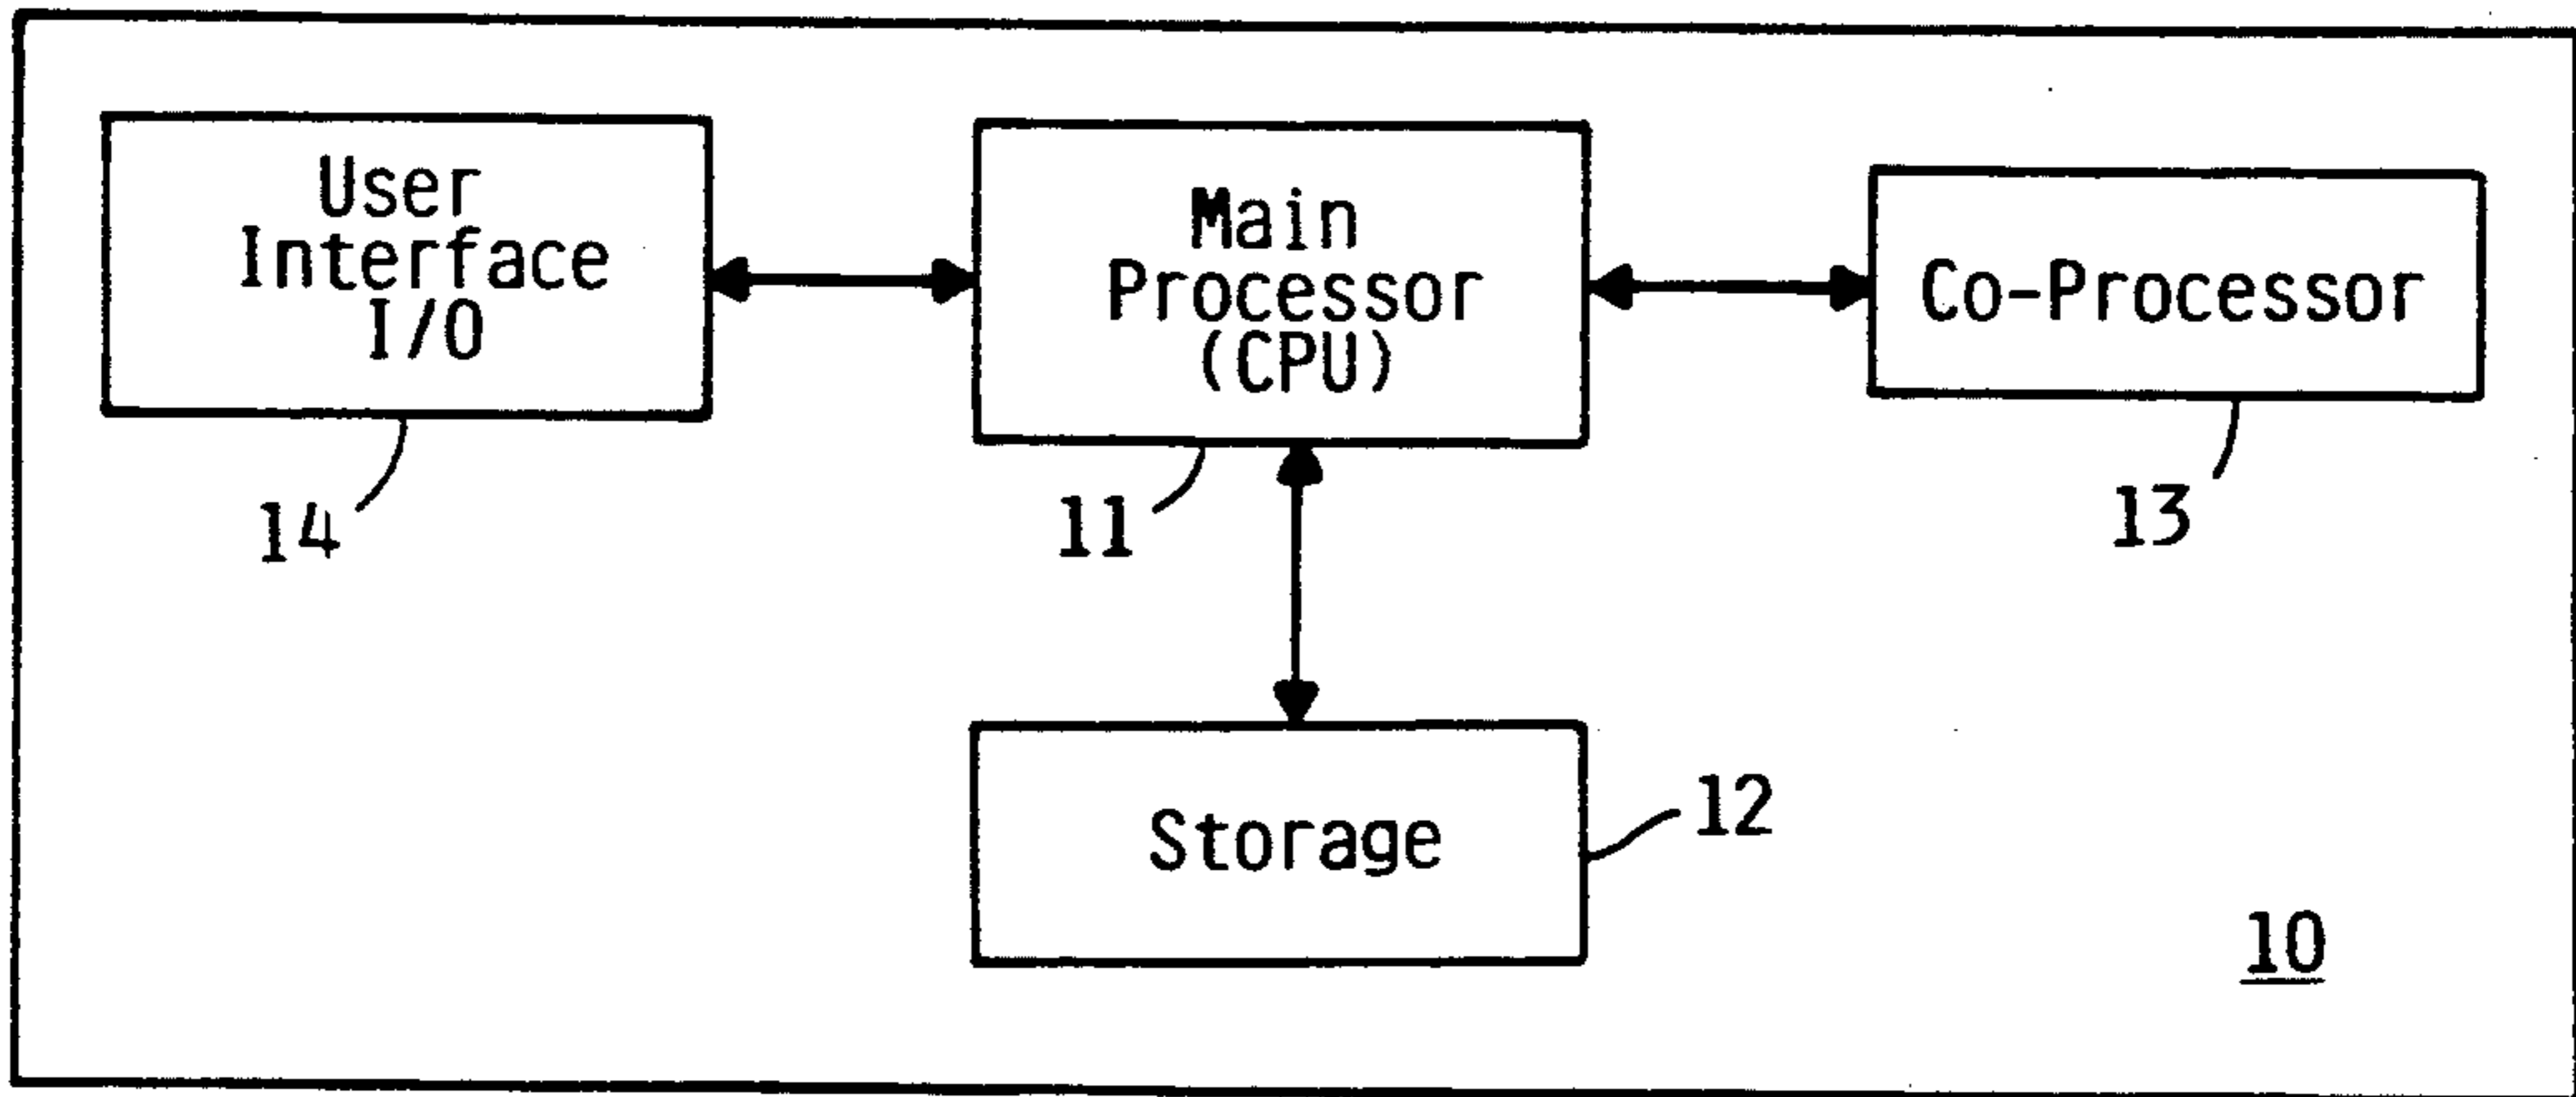 User
Interface
I/O
14
Main
Processor
(CPU)
11
Co-Processor
13
Storage
12
10